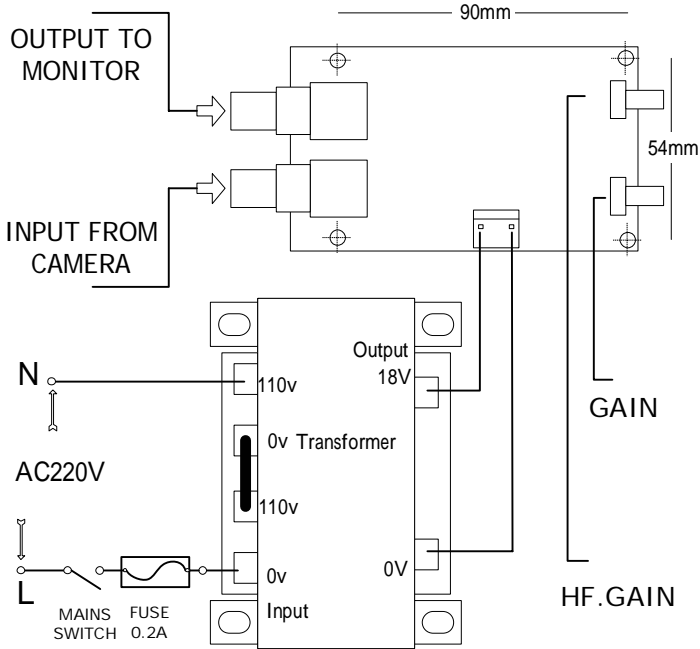 90mm
OUTPUT TO
MONITOR
54mm
INPUT FROM
CAMERA
Output
18V
N
110v
GAIN
0v Transformer
AC220V
110v
0v
0V
L
HF.GAIN
MAINS
SWITCH
FUSE
0.2A
Input